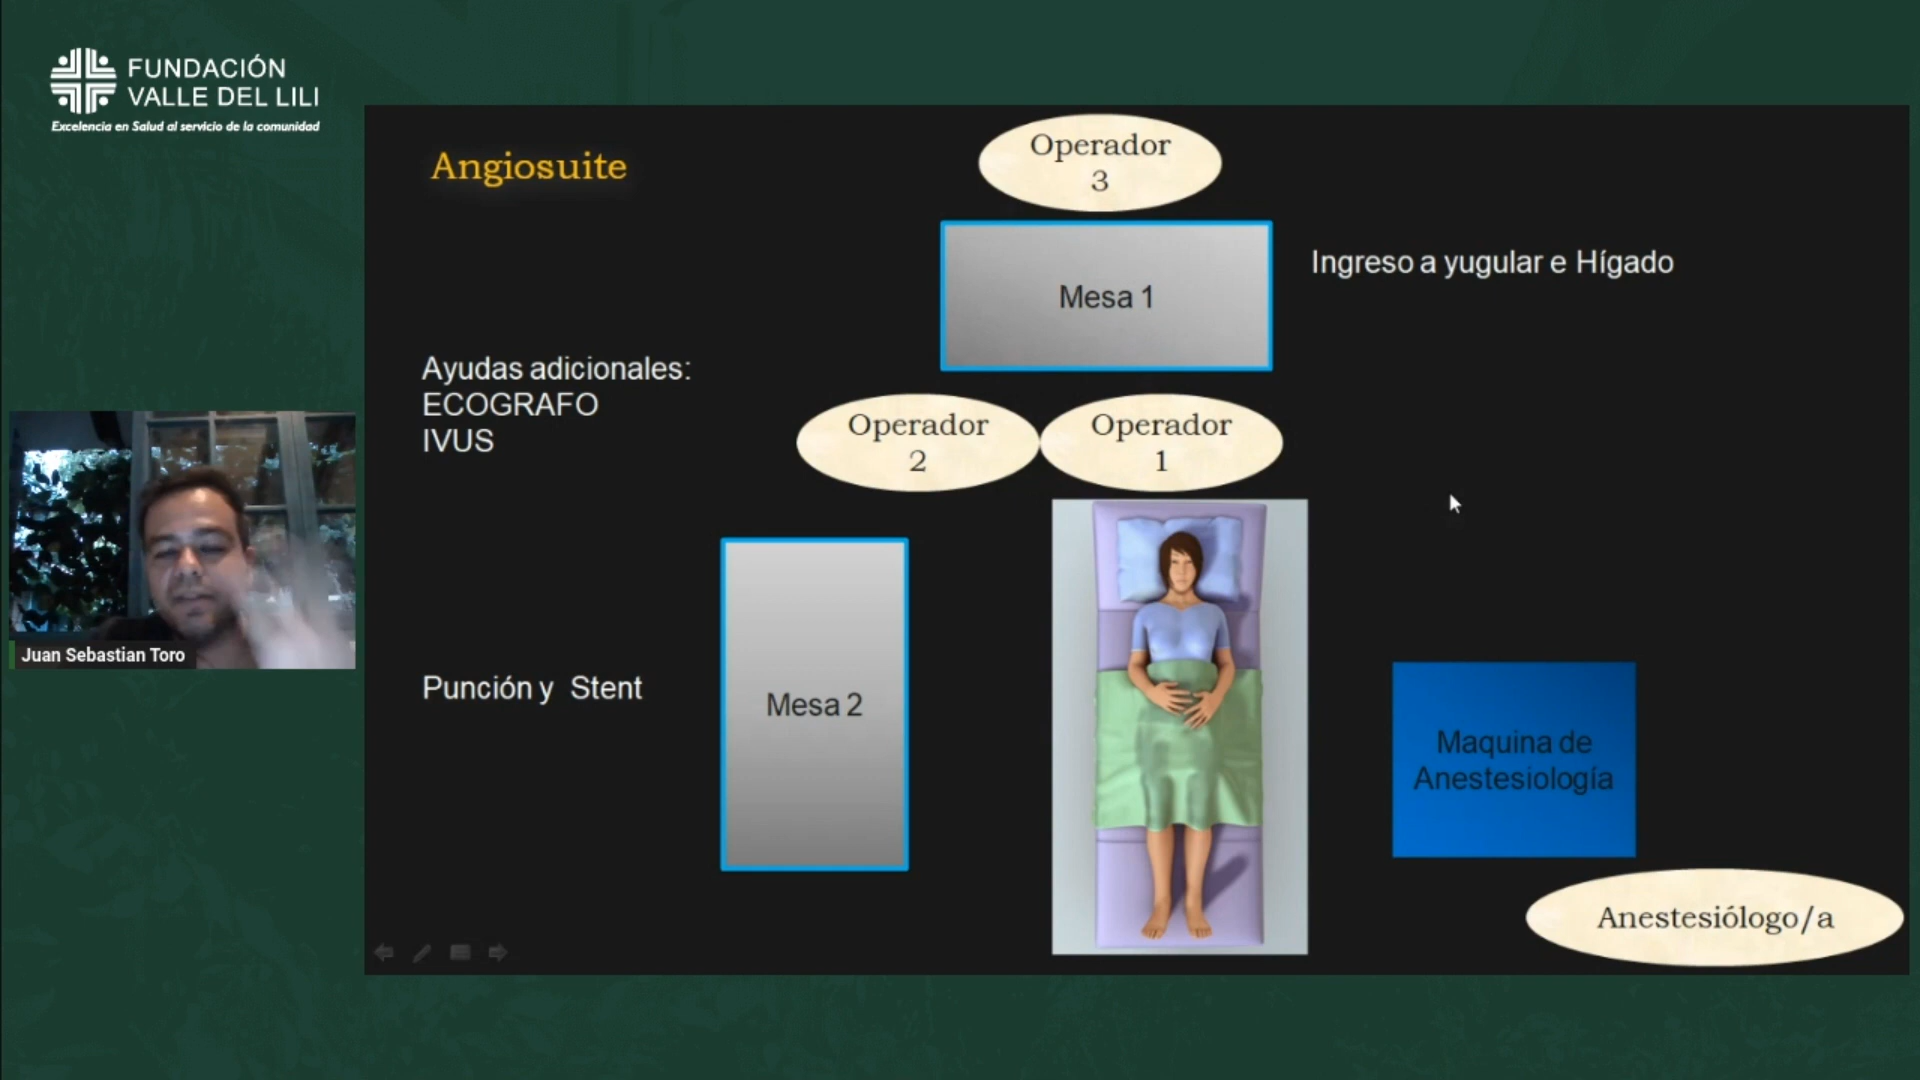 FUNDACIÓN
VALLE DEL LILI
Excelencia en Salud al servicio de la comunidad
Angiosuite
Operador
3
Mesa 1
Ingreso a yugular e Hígado
Ayudas adicionales:
ECOGRAFO
IVUS
Operador
2
Operador
1
Juan Sebastian Toro
Punción y Stent
Mesa 2
Maquina de
Anestesiología
Anestesiólogo/a